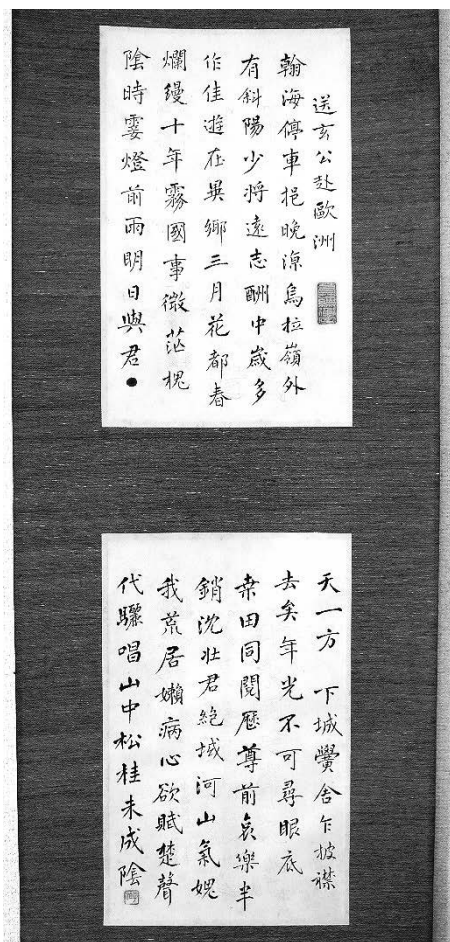 送玄公赴歐洲
翰海停車挹晚涼烏拉嶺外
有斜陽少將遠志酬中歲多
作佳遊在異鄉三月花都春
爛縵十年霧國事微茫槐
陰時霎燈前雨明日與君
天一方 下城黌舍乍披襟
去矣年光不可尋眼底
桒田同閱歷尊前哀樂半
銷沈壯君絕域河山氣媿
我荒居嬾病心欲賦楚聲
代驪唱山中松桂未成陰